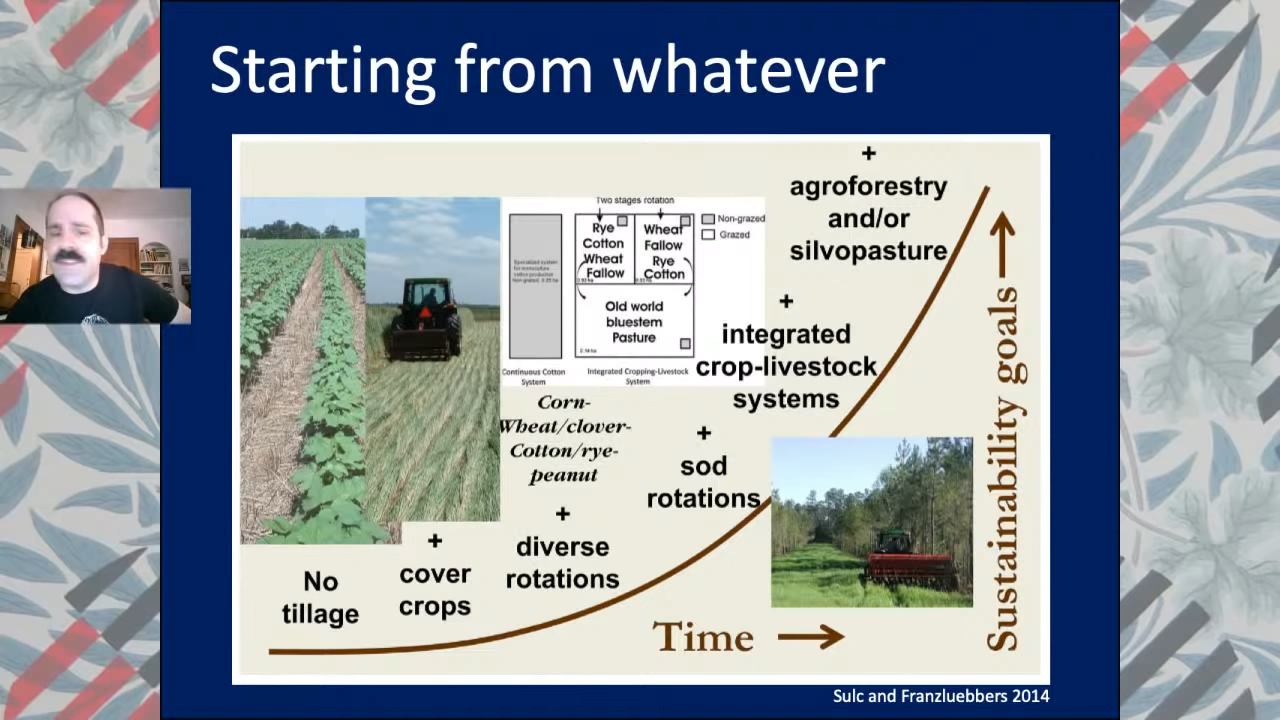 Starting from whatever
Two stages rotation
Rye
Cotton
Wheat
Fallow
Wheat
Fallow
Rye
Cotton
Non-grazed
Grazed
Old world
bluestem
Pasture
Continuous Cotton
System
Integrated Cropping-Livestock
System
Corn-
Wheat/clover-
Cotton/rye-
peanut
No
tillage
+
cover
crops
+
diverse
rotations
+
sod
rotations
+
integrated
crop-livestock
systems
+
agroforestry
and/or
silvopasture
Time
Sustainability goals
Sulc and Franzluebbers 2014